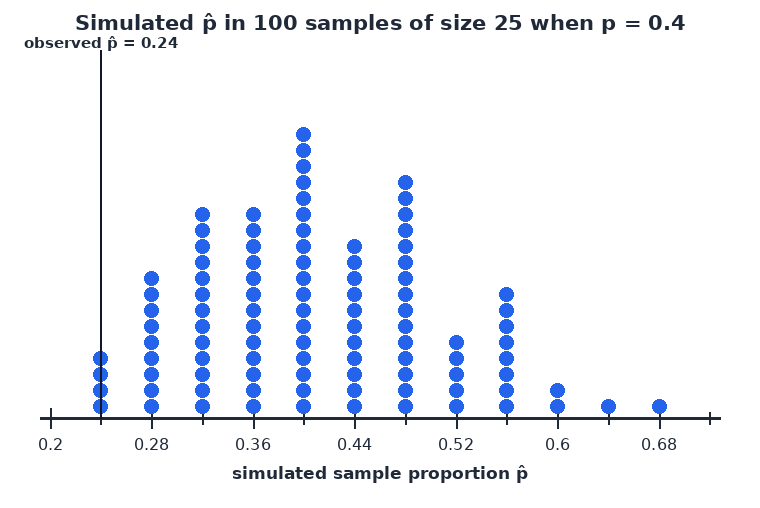 Simulated p̂ in 100 samples of size 25 when p = 0.4
observed p̂ = 0.24
0.2 0.28 0.36 0.44 0.52 0.6 0.68
simulated sample proportion p̂